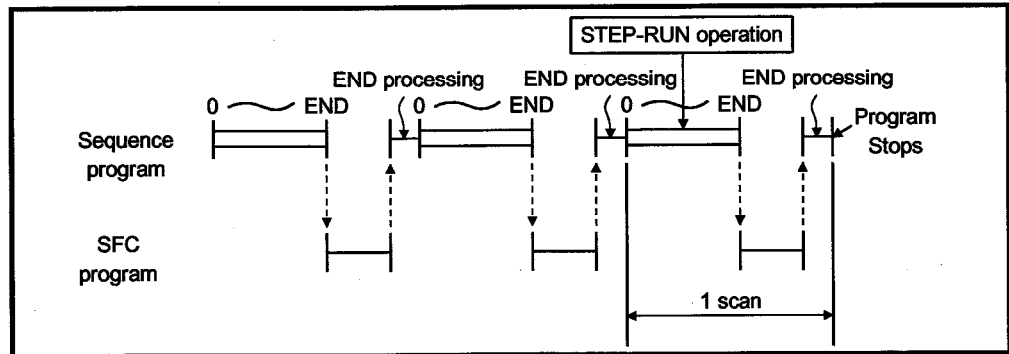 STEP-RUN operation
END processing
END processing
END processing
0 END
0 END
0 END
Sequence
program
Program
Stops
SFC
program
1 scan